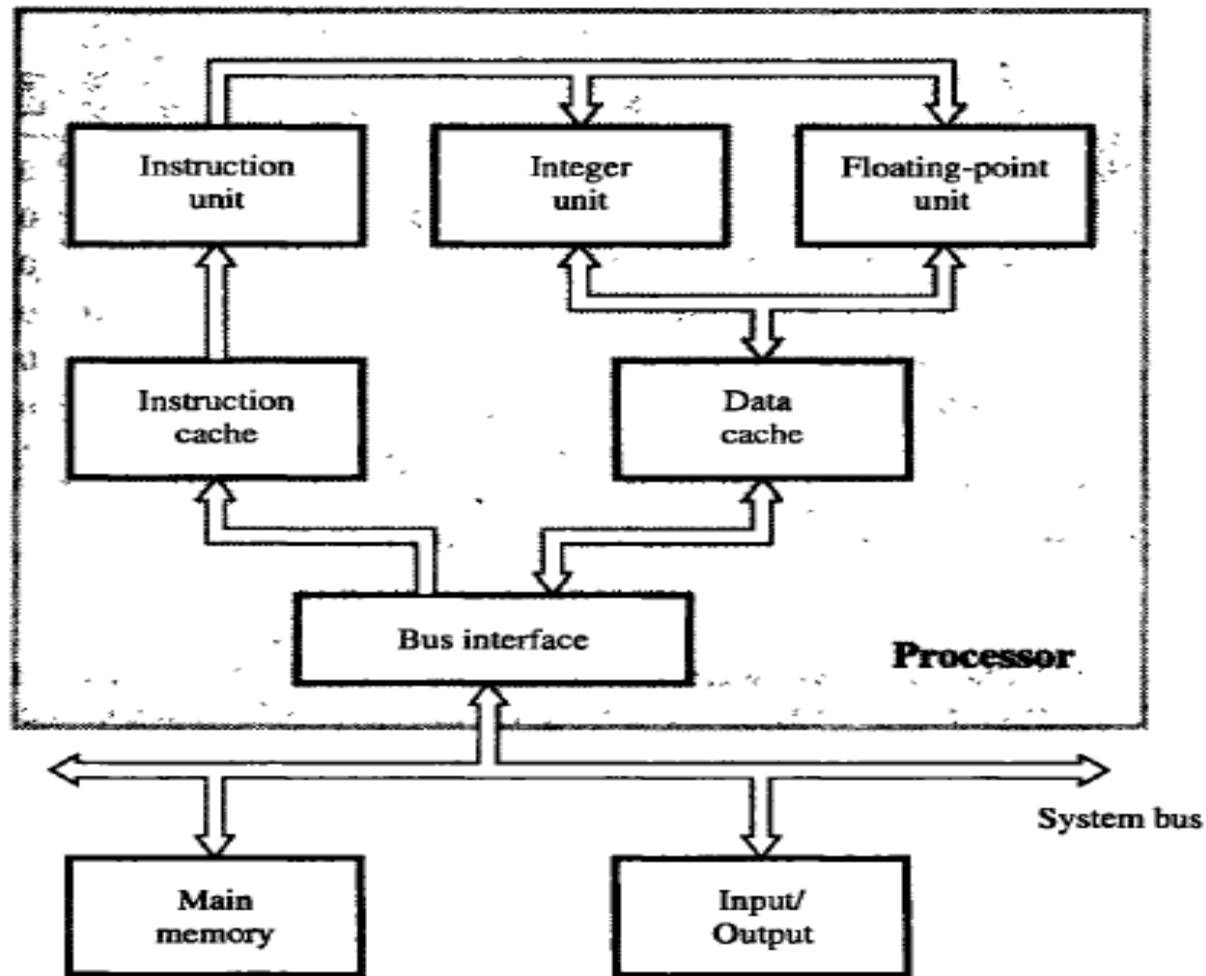 Instruction
unit
Integer
unit
Floating-point
unit
Instruction
cache
Data
cache
Bus interface
Processor
System bus
Main
memory
Input/
Output